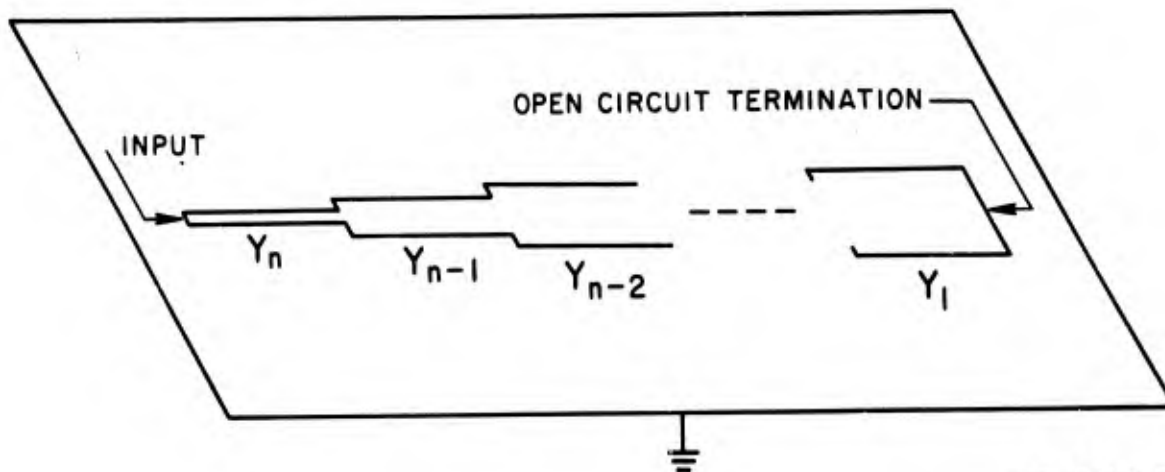 OPEN CIRCUIT TERMINATION
INPUT
Yn
Yn-1
Yn-2
Y1